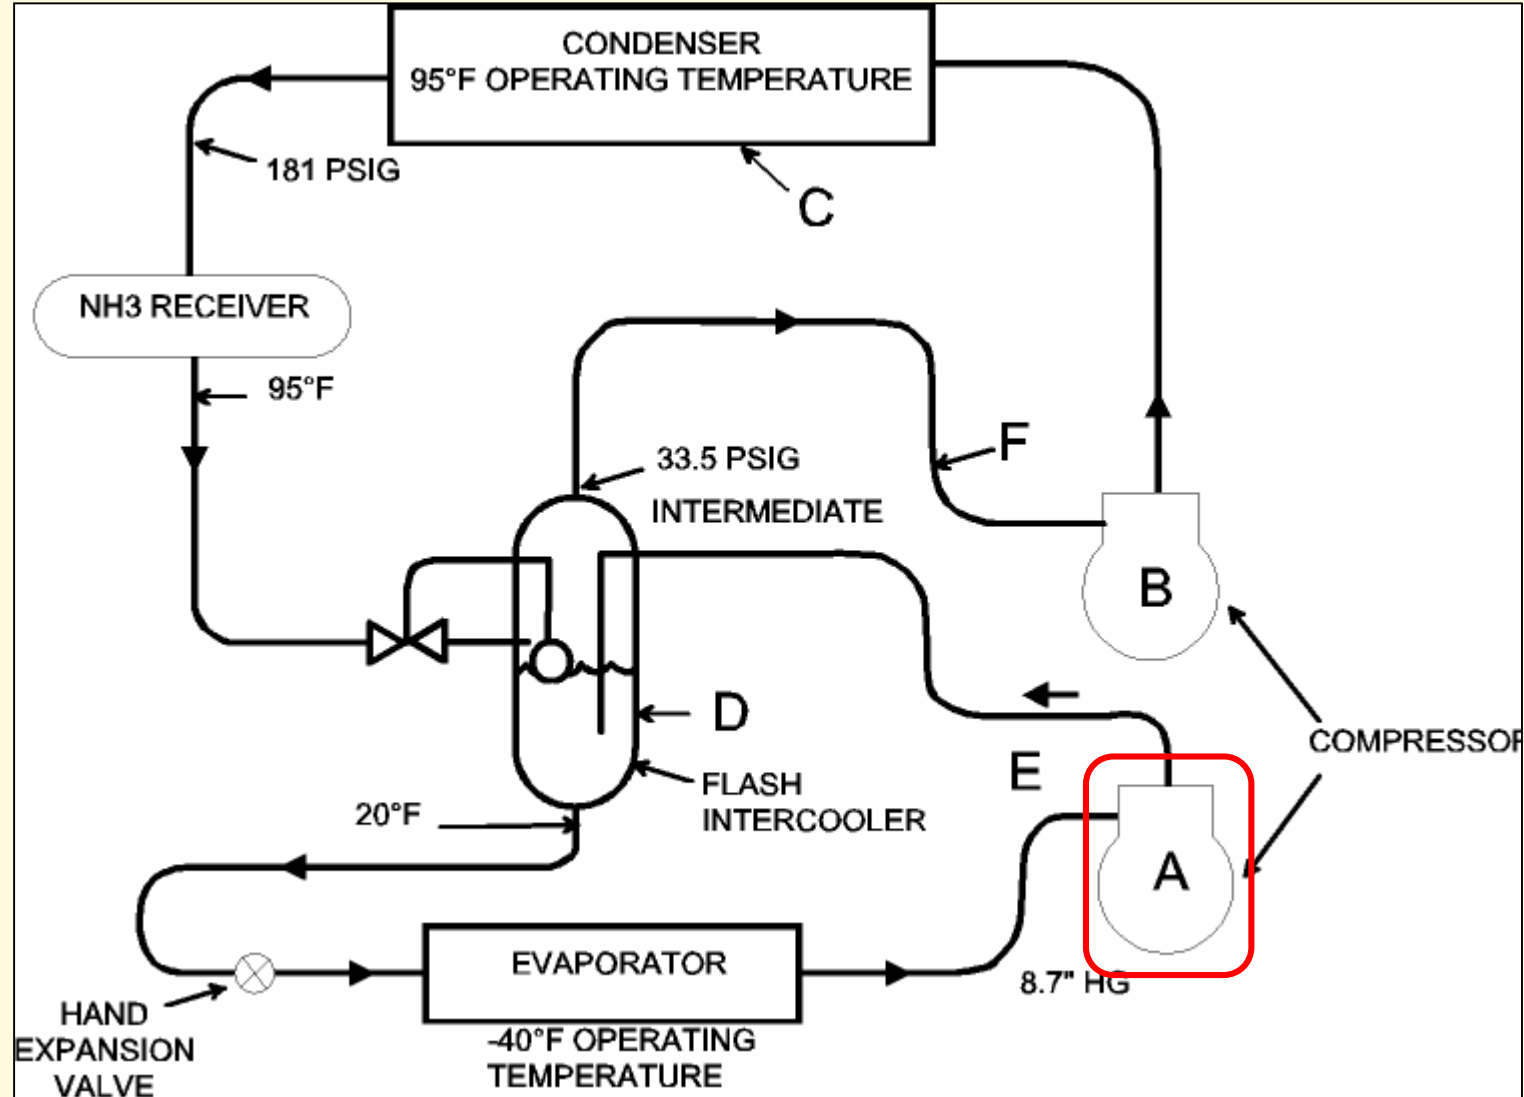 CONDENSER
95°F OPERATING TEMPERATURE
181 PSIG
C
NH3 RECEIVER
95°F
F
33.5 PSIG
INTERMEDIATE
B
D
COMPRESSOR
E
FLASH
INTERCOOLER
20°F
A
EVAPORATOR
8.7" HG
HAND
EXPANSION
VALVE
-40°F OPERATING
TEMPERATURE